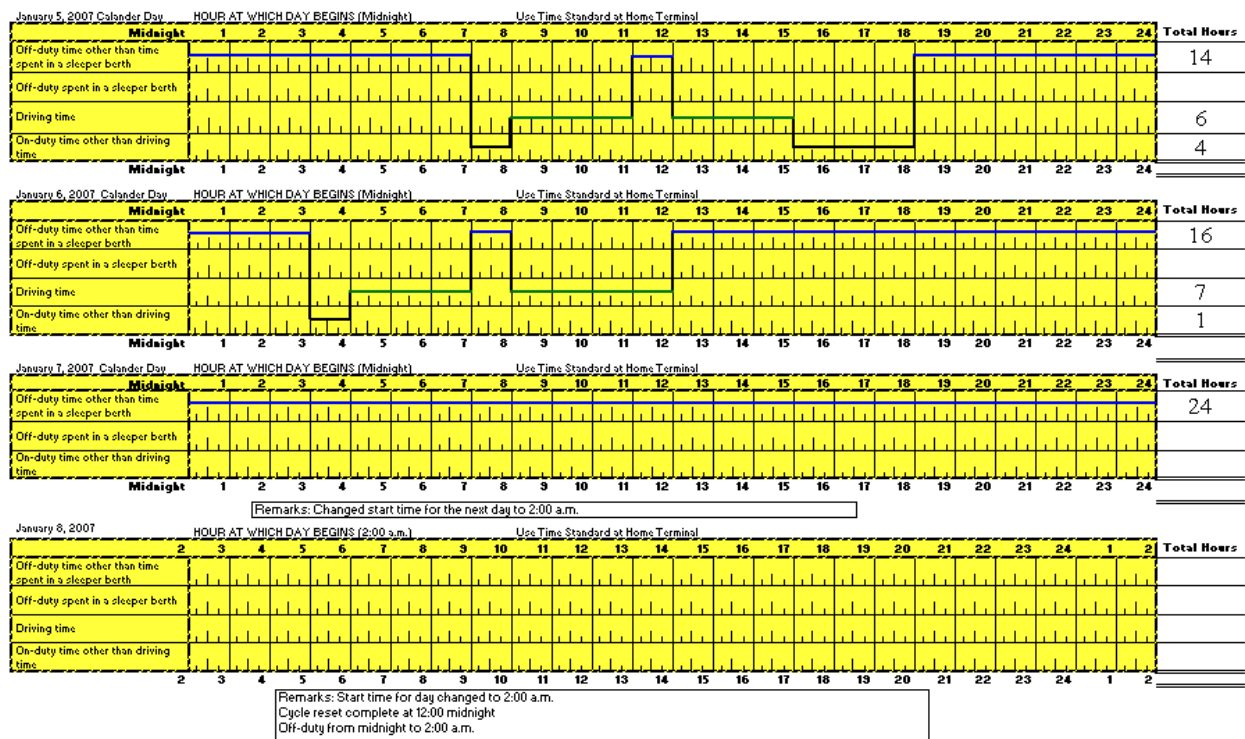 January 5, 2007 Calander Day HOUR AT WHICH DAY BEGINS (Midnight) Use Time Standard at Home Terminal
Midnight 1 2 3 4 5 6 7 8 9 10 11 12 13 14 15 16 17 18 19 20 21 22 23 24 Total Hours
Off-duty time other than time
spent in a sleeper berth 14
Off-duty spent in a sleeper berth
Driving time 6
On-duty time other than driving
time 4
Midnight 1 2 3 4 5 6 7 8 9 10 11 12 13 14 15 16 17 18 19 20 21 22 23 24
January 6, 2007 Calander Day HOUR AT WHICH DAY BEGINS (Midnight) Use Time Standard at Home Terminal
Midnight 1 2 3 4 5 6 7 8 9 10 11 12 13 14 15 16 17 18 19 20 21 22 23 24 Total Hours
Off-duty time other than time
spent in a sleeper berth 16
Off-duty spent in a sleeper berth
Driving time 7
On-duty time other than driving
time 1
Midnight 1 2 3 4 5 6 7 8 9 10 11 12 13 14 15 16 17 18 19 20 21 22 23 24
January 7, 2007 Calander Day HOUR AT WHICH DAY BEGINS (Midnight) Use Time Standard at Home Terminal
Midnight 1 2 3 4 5 6 7 8 9 10 11 12 13 14 15 16 17 18 19 20 21 22 23 24 Total Hours
Off-duty time other than time
spent in a sleeper berth 24
Off-duty spent in a sleeper berth
On-duty time other than driving
time
Midnight 1 2 3 4 5 6 7 8 9 10 11 12 13 14 15 16 17 18 19 20 21 22 23 24
Remarks: Changed start time for the next day to 2:00 a.m.
January 8, 2007 HOUR AT WHICH DAY BEGINS (2:00 a.m.) Use Time Standard at Home Terminal
2 3 4 5 6 7 8 9 10 11 12 13 14 15 16 17 18 19 20 21 22 23 24 1 2 Total Hours
Off-duty time other than time
spent in a sleeper berth
Off-duty spent in a sleeper berth
Driving time
On-duty time other than driving
time
2 3 4 5 6 7 8 9 10 11 12 13 14 15 16 17 18 19 20 21 22 23 24 1 2
Remarks: Start time for day changed to 2:00 a.m.
Cycle reset complete at 12:00 midnight
Off-duty from midnight to 2:00 a.m.